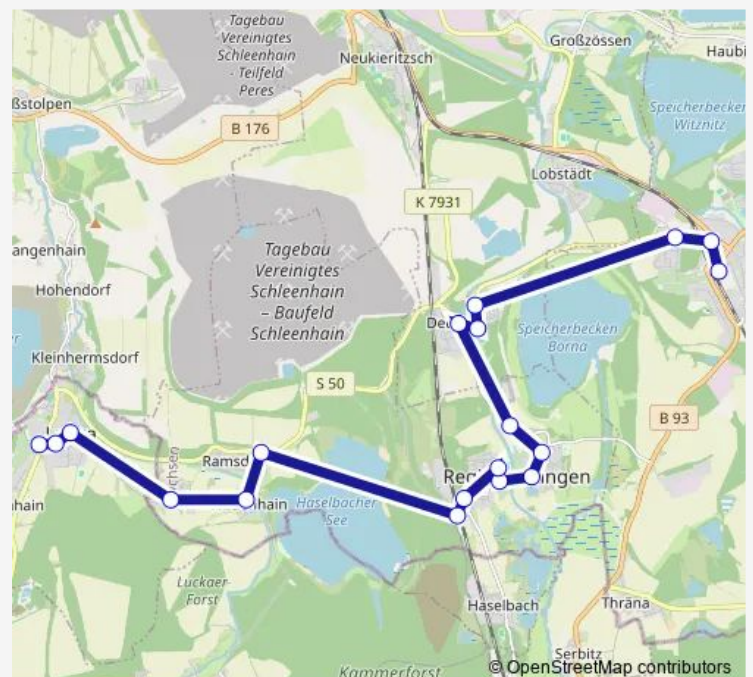 Tagebau
Vereinigtes
Schleenhain
- Teilfeld
Peres
Neukieritzsch
Großzössen
Haubi
ßstolpen
B 176
Speicherbecken
Witznitz
Lobstädt
K 7931
angenhain
Hohendorf
Tagebau
Vereinigtes
Schleenhain
– Baufeld
Schleenhain
Kleinhermsdorf
Speicherbecken
Borna
S 50
B 93
Ramsd
hain
Haselbacher
See
Luckaer
Forst
Haselbach
Thräna
Serbitz
Kammerforst
© OpenStreetMap contributors